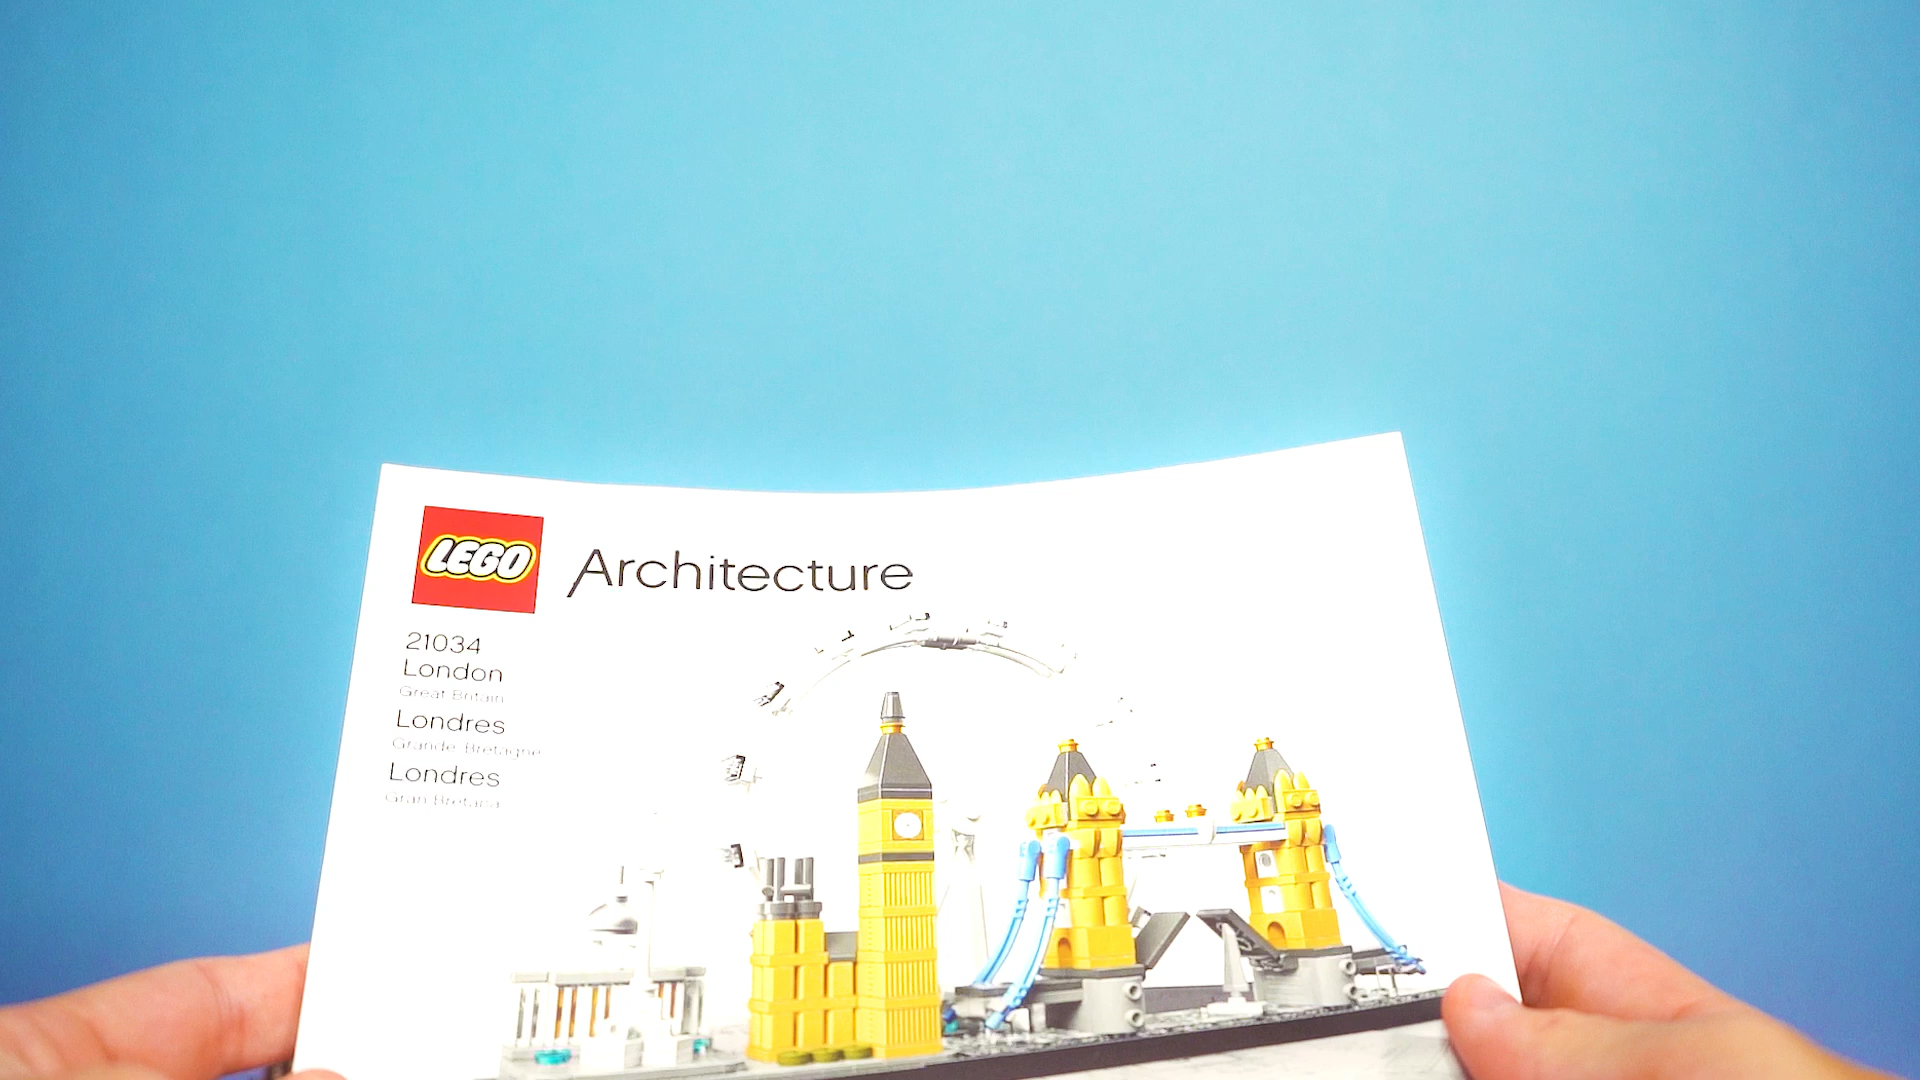 LEGO
Architecture
21034
London
Great Britain
Londres
Grande-Bretagne
Londres
Gran Bretaña